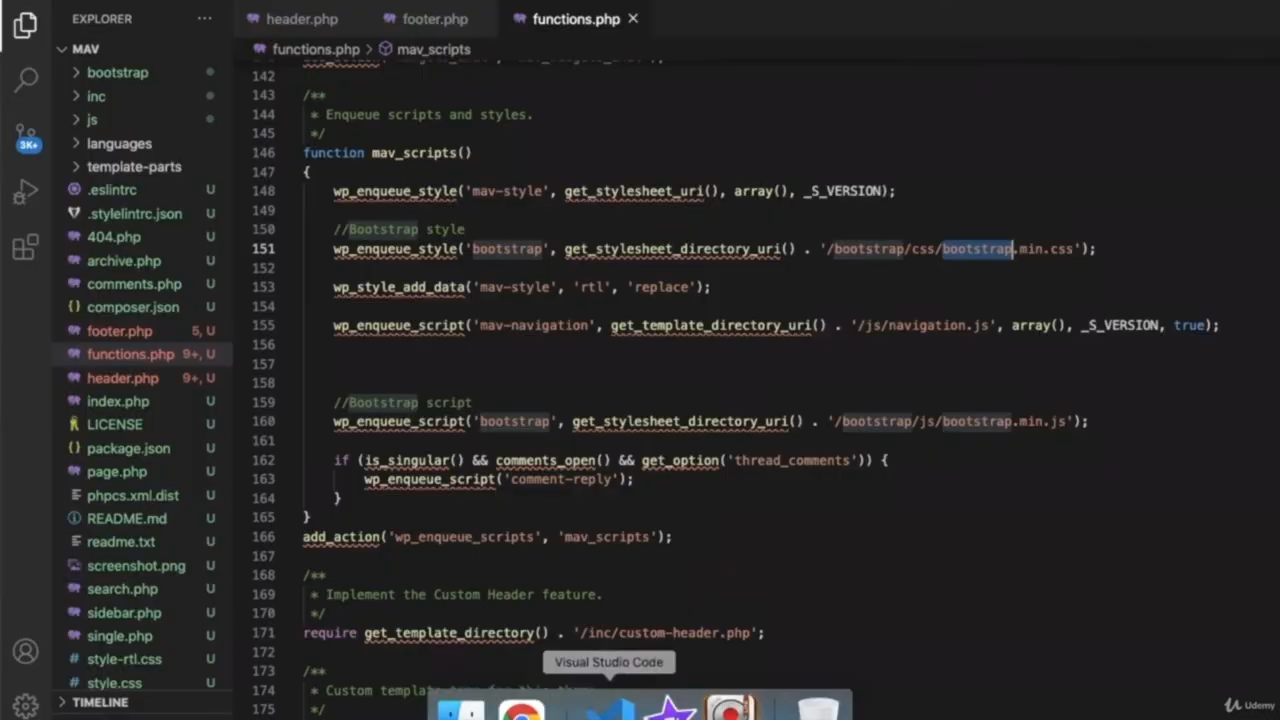 EXPLORER
MAV
bootstrap
inc
js
languages
template-parts
.eslintrc U
.stylelintrc.json U
404.php U
archive.php U
comments.php U
composer.json U
footer.php 5, U
functions.php 9+, U
header.php 9+, U
index.php U
LICENSE U
package.json U
page.php U
phpcs.xml.dist U
README.md U
readme.txt U
screenshot.png U
search.php U
sidebar.php U
single.php U
style-rtl.css U
style.css U
TIMELINE
3K+
header.php footer.php functions.php
functions.php > mav_scripts
142
143 /**
144 * Enqueue scripts and styles.
145 */
146 function mav_scripts()
147 {
148 wp_enqueue_style('mav-style', get_stylesheet_uri(), array(), _S_VERSION);
149
150 //Bootstrap style
151 wp_enqueue_style('bootstrap', get_stylesheet_directory_uri() . '/bootstrap/css/bootstrap.min.css');
152
153 wp_style_add_data('mav-style', 'rtl', 'replace');
154
155 wp_enqueue_script('mav-navigation', get_template_directory_uri() . '/js/navigation.js', array(), _S_VERSION, true);
156
157
158
159 //Bootstrap script
160 wp_enqueue_script('bootstrap', get_stylesheet_directory_uri() . '/bootstrap/js/bootstrap.min.js');
161
162 if (is_singular() && comments_open() && get_option('thread_comments')) {
163 wp_enqueue_script('comment-reply');
164 }
165 }
166 add_action('wp_enqueue_scripts', 'mav_scripts');
167
168 /**
169 * Implement the Custom Header feature.
170 */
171 require get_template_directory() . '/inc/custom-header.php';
172
173 /**
174 * Custom template
175 */
Visual Studio Code
Udemy